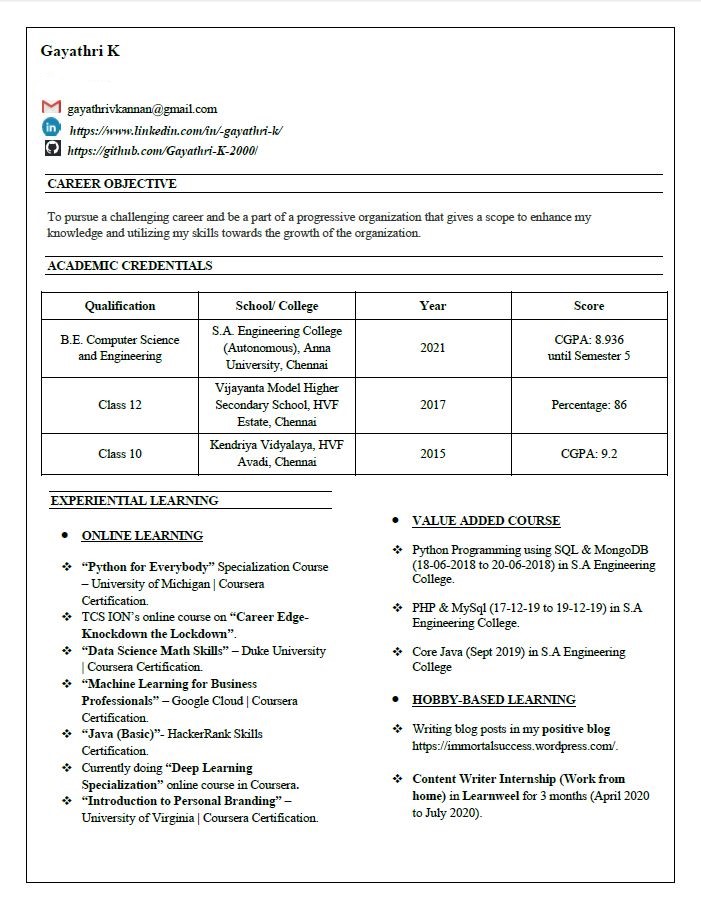 Gayathri K
gayathrivkannan@gmail.com
https://www.linkedin.com/in/-gayathri-k/
https://github.com/Gayathri-K-2000/
CAREER OBJECTIVE
To pursue a challenging career and be a part of a progressive organization that gives a scope to enhance my
knowledge and utilizing my skills towards the growth of the organization.
ACADEMIC CREDENTIALS
Qualification School/ College Year Score
B.E. Computer Science
and Engineering
S.A. Engineering College
(Autonomous), Anna
University, Chennai
2021
CGPA: 8.936
until Semester 5
Class 12
Vijayanta Model Higher
Secondary School, HVF
Estate, Chennai
2017
Percentage: 86
Class 10
Kendriya Vidyalaya, HVF
Avadi, Chennai
2015
CGPA: 9.2
EXPERIENTIAL LEARNING
• ONLINE LEARNING
❖ “Python for Everybody” Specialization Course
– University of Michigan | Coursera
Certification.
❖ TCS ION’s online course on “Career Edge-
Knockdown the Lockdown”.
❖ “Data Science Math Skills” – Duke University
| Coursera Certification.
❖ “Machine Learning for Business
Professionals” – Google Cloud | Coursera
Certification.
❖ “Java (Basic)”- HackerRank Skills
Certification.
❖ Currently doing “Deep Learning
Specialization” online course in Coursera.
❖ “Introduction to Personal Branding” –
University of Virginia | Coursera Certification.
• VALUE ADDED COURSE
❖ Python Programming using SQL & MongoDB
(18-06-2018 to 20-06-2018) in S.A Engineering
College.
❖ PHP & MySql (17-12-19 to 19-12-19) in S.A
Engineering College.
❖ Core Java (Sept 2019) in S.A Engineering
College
• HOBBY-BASED LEARNING
❖ Writing blog posts in my positive blog
https://immortalsuccess.wordpress.com/.
❖ Content Writer Internship (Work from
home) in Learnweel for 3 months (April 2020
to July 2020).